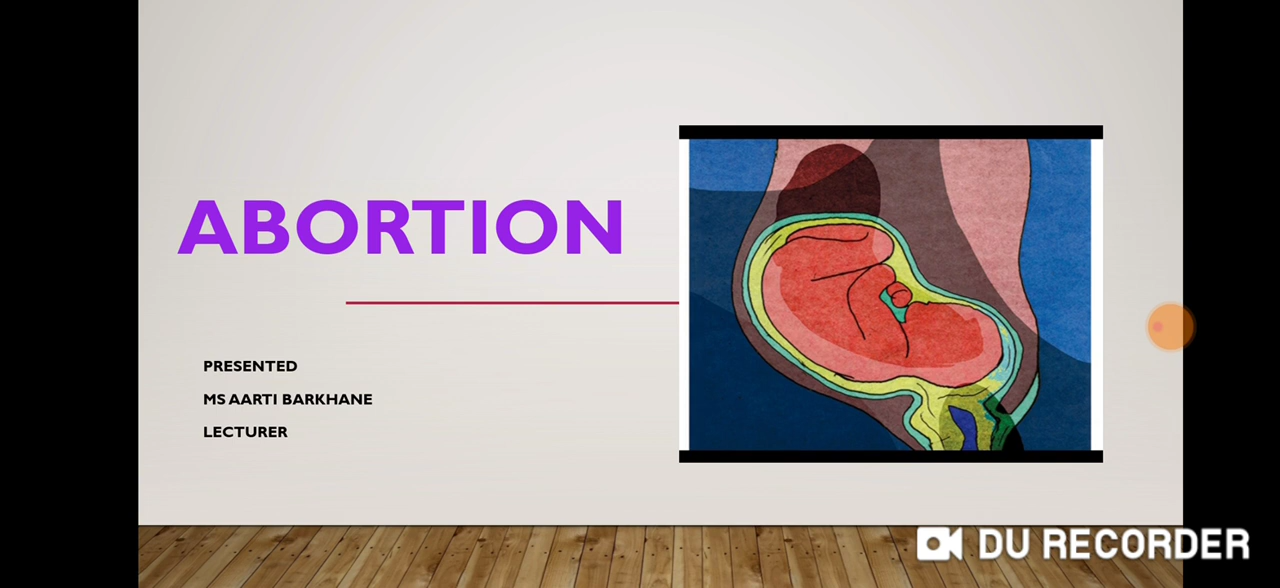 ABORTION
PRESENTED
MS AARTI BARKHANE
LECTURER
DU RECORDER